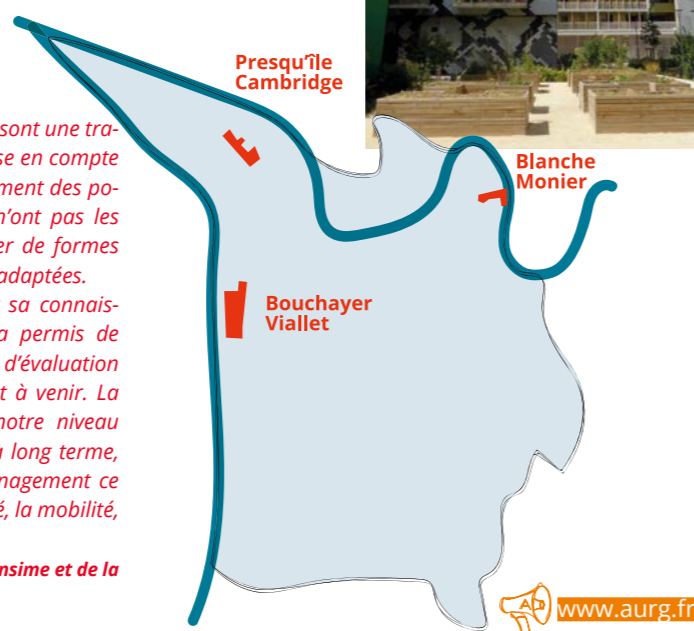 Presqu'île
Cambridge
sont une tra-
se en compte
ment des po-
n'ont pas les
er de formes
adaptées.
sa connais-
a permis de
d'évaluation
t à venir. La
notre niveau
à long terme,
nagement ce
é, la mobilité,
nsime et de la
Blanche
Monier
Bouchayer
Viallet
www.aurg.fr